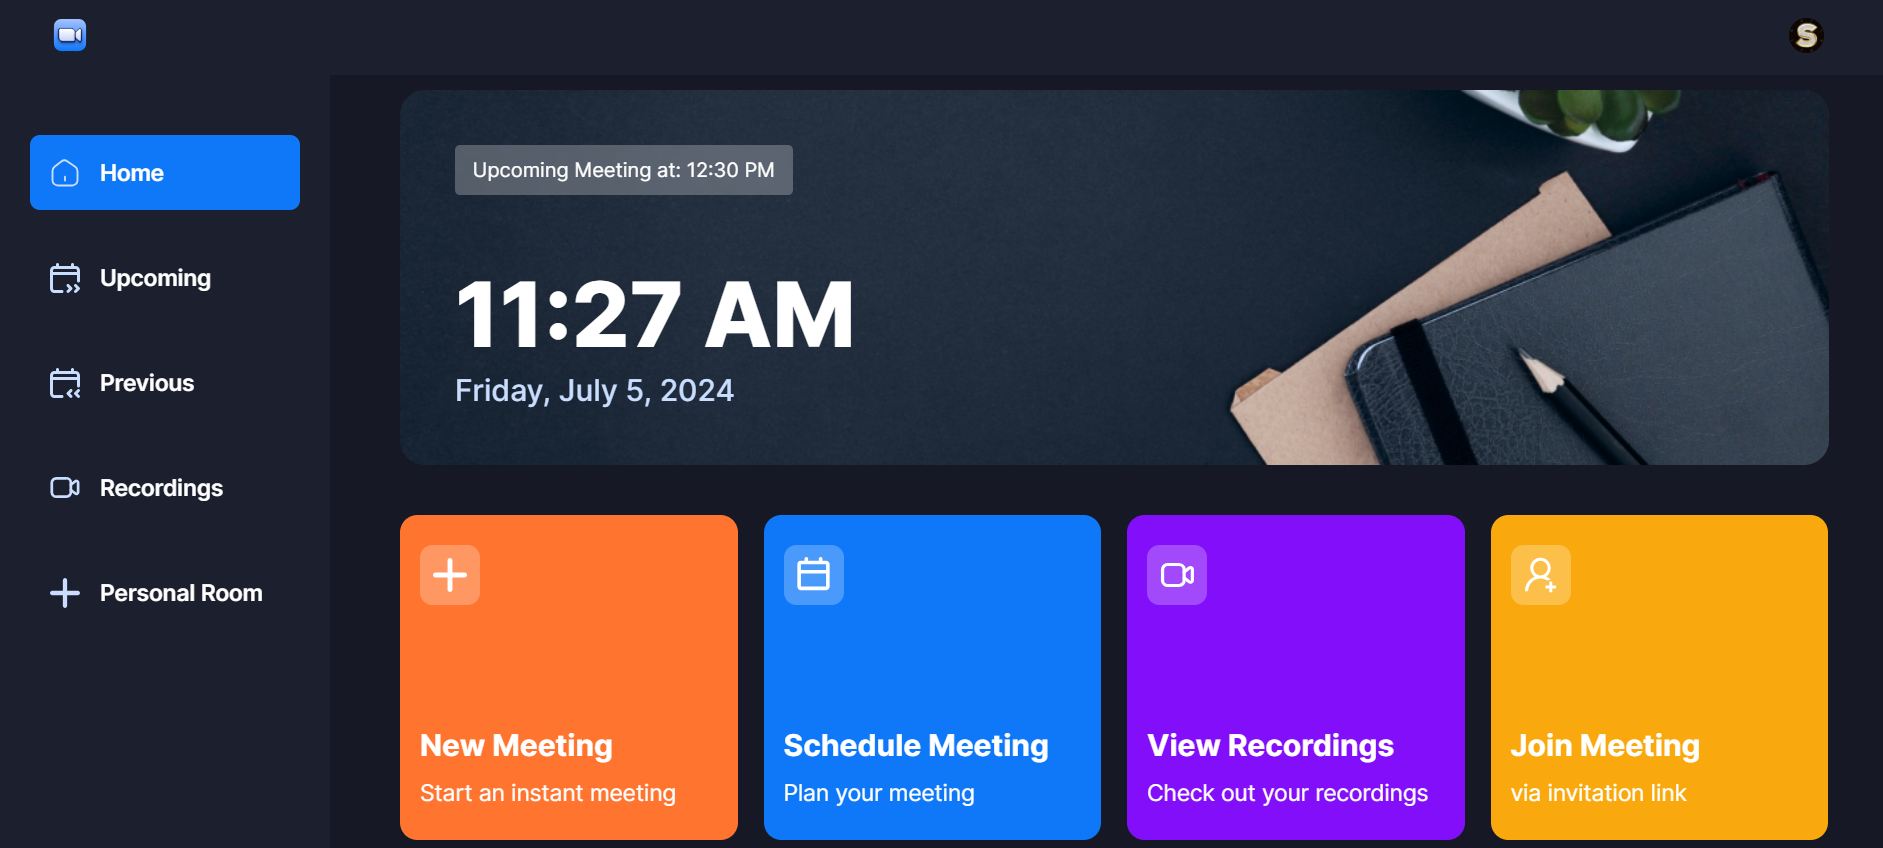 S
Home
Upcoming
Previous
Recordings
Personal Room
Upcoming Meeting at: 12:30 PM
11:27 AM
Friday, July 5, 2024
New Meeting
Start an instant meeting
Schedule Meeting
Plan your meeting
View Recordings
Check out your recordings
Join Meeting
via invitation link